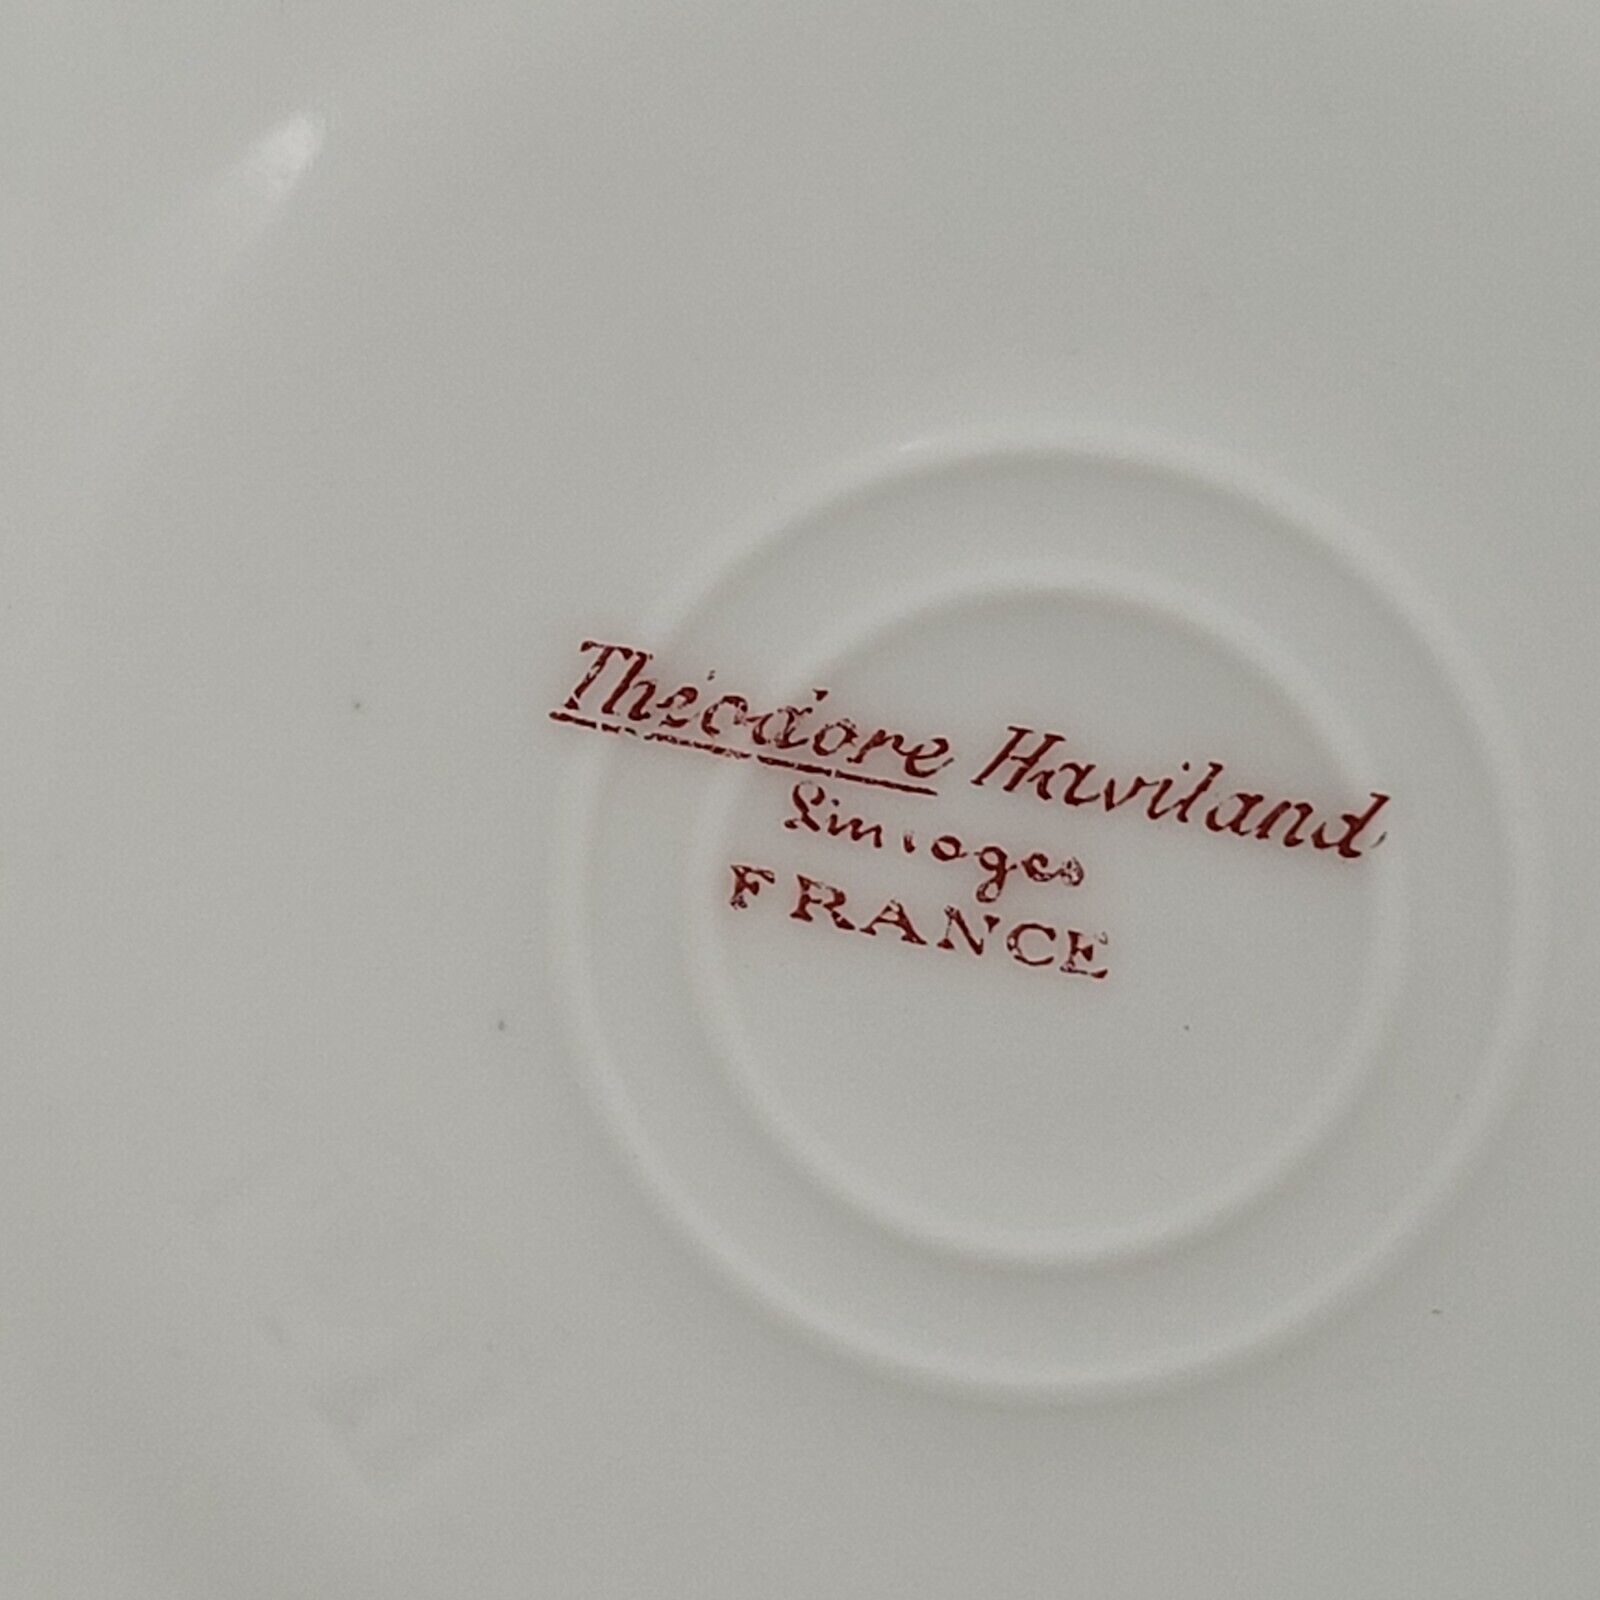 Théodore Haviland
Limoges
FRANCE